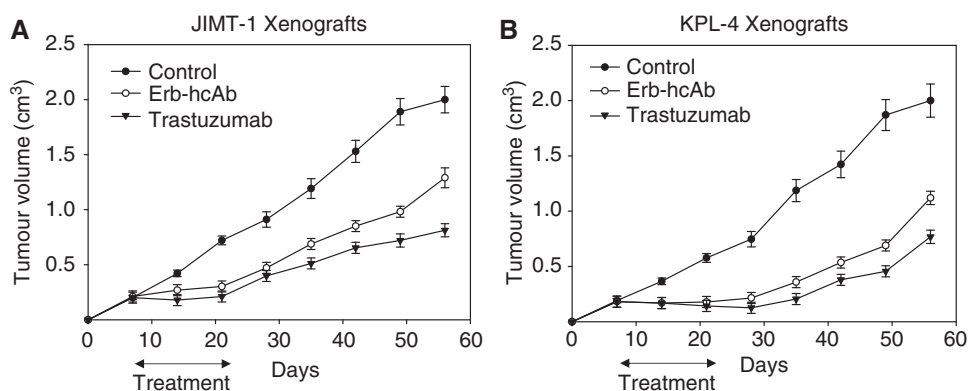 A
JIMT-1 Xenografts
2.5
2.0
1.5
1.0
0.5
Tumour volume (cm³)
Control
Erb-hcAb
Trastuzumab
0 10 20 30 40 50 60
Days
Treatment
B
KPL-4 Xenografts
2.5
2.0
1.5
1.0
0.5
Tumour volume (cm³)
Control
Erb-hcAb
Trastuzumab
0 10 20 30 40 50 60
Days
Treatment